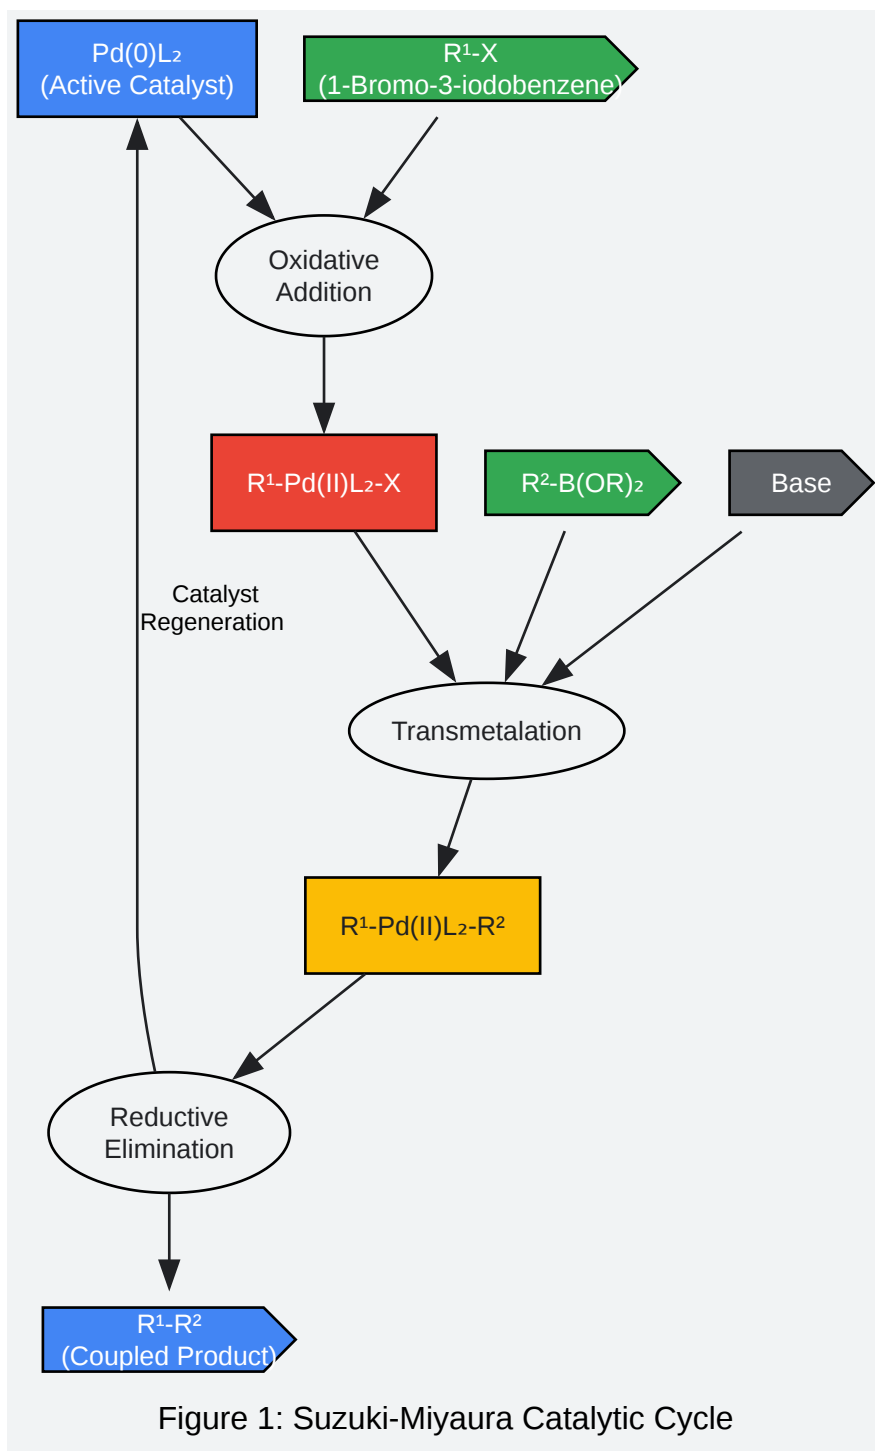 Pd(0)L₂
(Active Catalyst)
R¹-X
(1-Bromo-3-iodobenzene)
Oxidative
Addition
R¹-Pd(II)L₂-X
R²-B(OR)₂
Base
Catalyst
Regeneration
Transmetalation
R¹-Pd(II)L₂-R²
Reductive
Elimination
R¹-R²
(Coupled Product)
Figure 1: Suzuki-Miyaura Catalytic Cycle